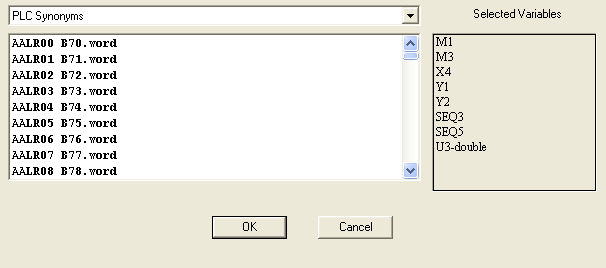 PLC Synonyms
AALR00 B70.word
AALR01 B71.word
AALR02 B72.word
AALR03 B73.word
AALR04 B74.word
AALR05 B75.word
AALR06 B76.word
AALR07 B77.word
AALR08 B78.word
Selected Variables
M1
M3
X4
Y1
Y2
SEQ3
SEQ5
U3-double
OK
Cancel